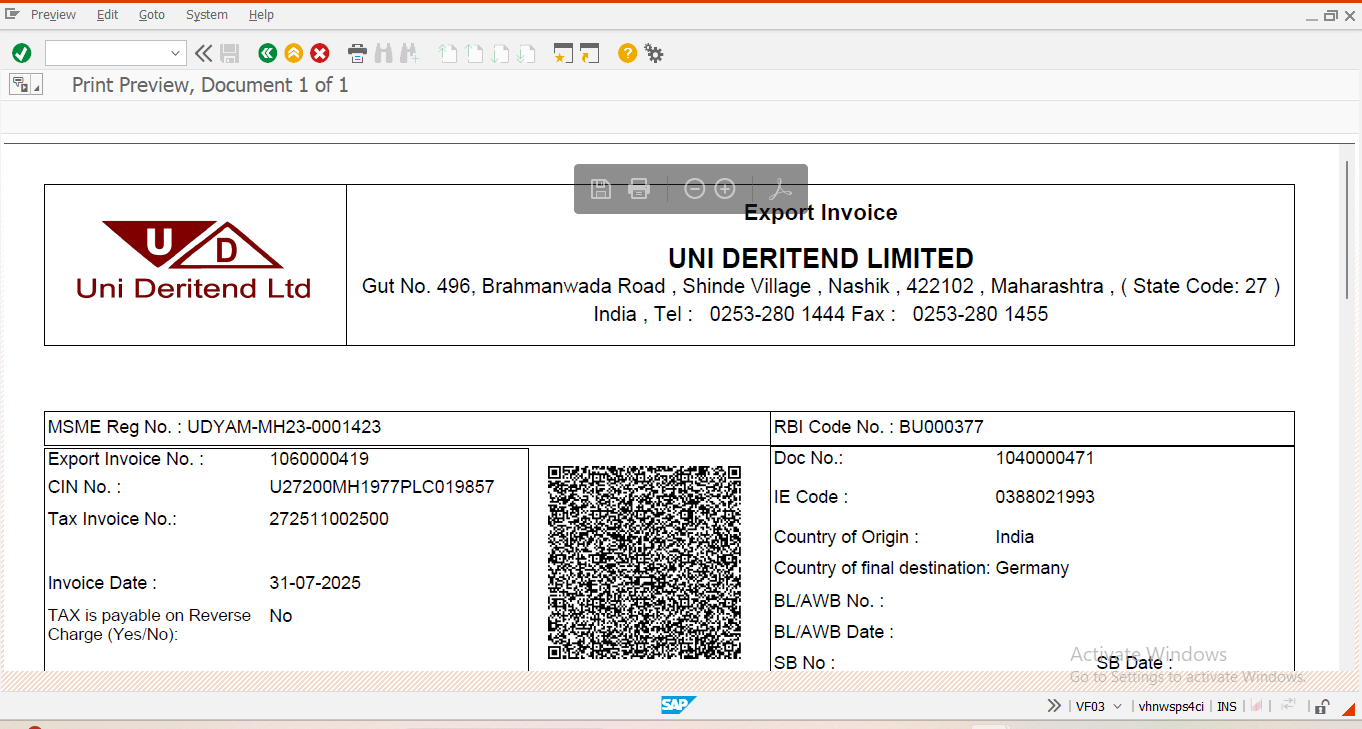 Preview Edit Goto System Help
Print Preview, Document 1 of 1
U D
Uni Deritend Ltd
Export Invoice
UNI DERITEND LIMITED
Gut No. 496, Brahmanwada Road , Shinde Village , Nashik , 422102 , Maharashtra , ( State Code: 27 )
India , Tel : 0253-280 1444 Fax : 0253-280 1455
MSME Reg No. : UDYAM-MH23-0001423
RBI Code No. : BU000377
Export Invoice No. : 1060000419
CIN No. : U27200MH1977PLC019857
Tax Invoice No.: 272511002500
Invoice Date : 31-07-2025
TAX is payable on Reverse No
Charge (Yes/No):
Doc No.: 1040000471
IE Code : 0388021993
Country of Origin : India
Country of final destination: Germany
BL/AWB No. :
BL/AWB Date :
SB No : SB Date :
Activate Windows
Go to Settings to activate Windows.
SAP
VF03 vhnwsps4ci INS